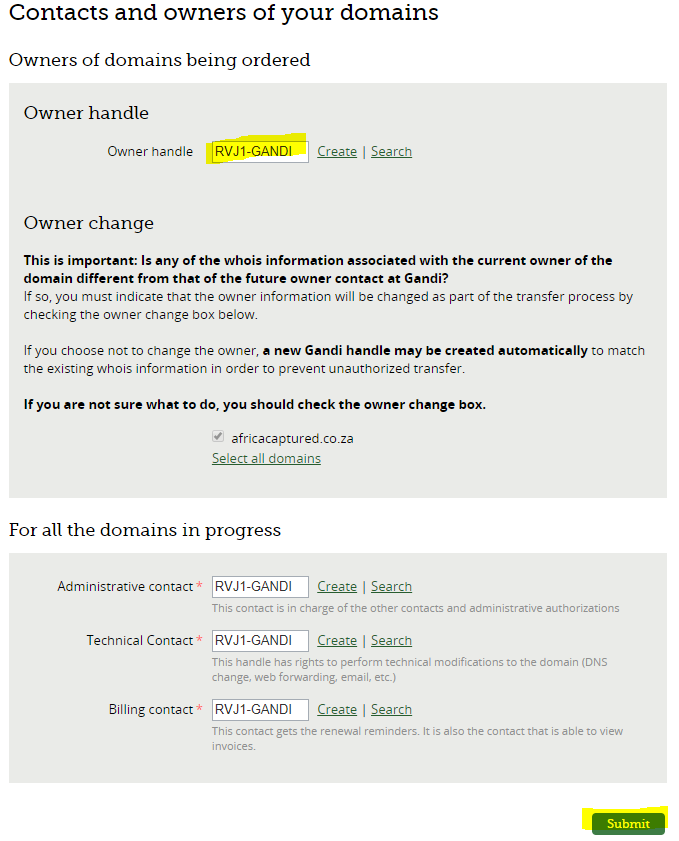 Contacts and owners of your domains
Owners of domains being ordered
Owner handle
Owner handle RVJ1-GANDI Create | Search
Owner change
This is important: Is any of the whois information associated with the current owner of the
domain different from that of the future owner contact at Gandi?
If so, you must indicate that the owner information will be changed as part of the transfer process by
checking the owner change box below.
If you choose not to change the owner, a new Gandi handle may be created automatically to match
the existing whois information in order to prevent unauthorized transfer.
If you are not sure what to do, you should check the owner change box.
africacaptured.co.za
Select all domains
For all the domains in progress
Administrative contact * RVJ1-GANDI Create | Search
This contact is in charge of the other contacts and administrative authorizations
Technical Contact * RVJ1-GANDI Create | Search
This handle has rights to perform technical modifications to the domain (DNS
change, web forwarding, email, etc.)
Billing contact * RVJ1-GANDI Create | Search
This contact gets the renewal reminders. It is also the contact that is able to view
invoices.
Submit